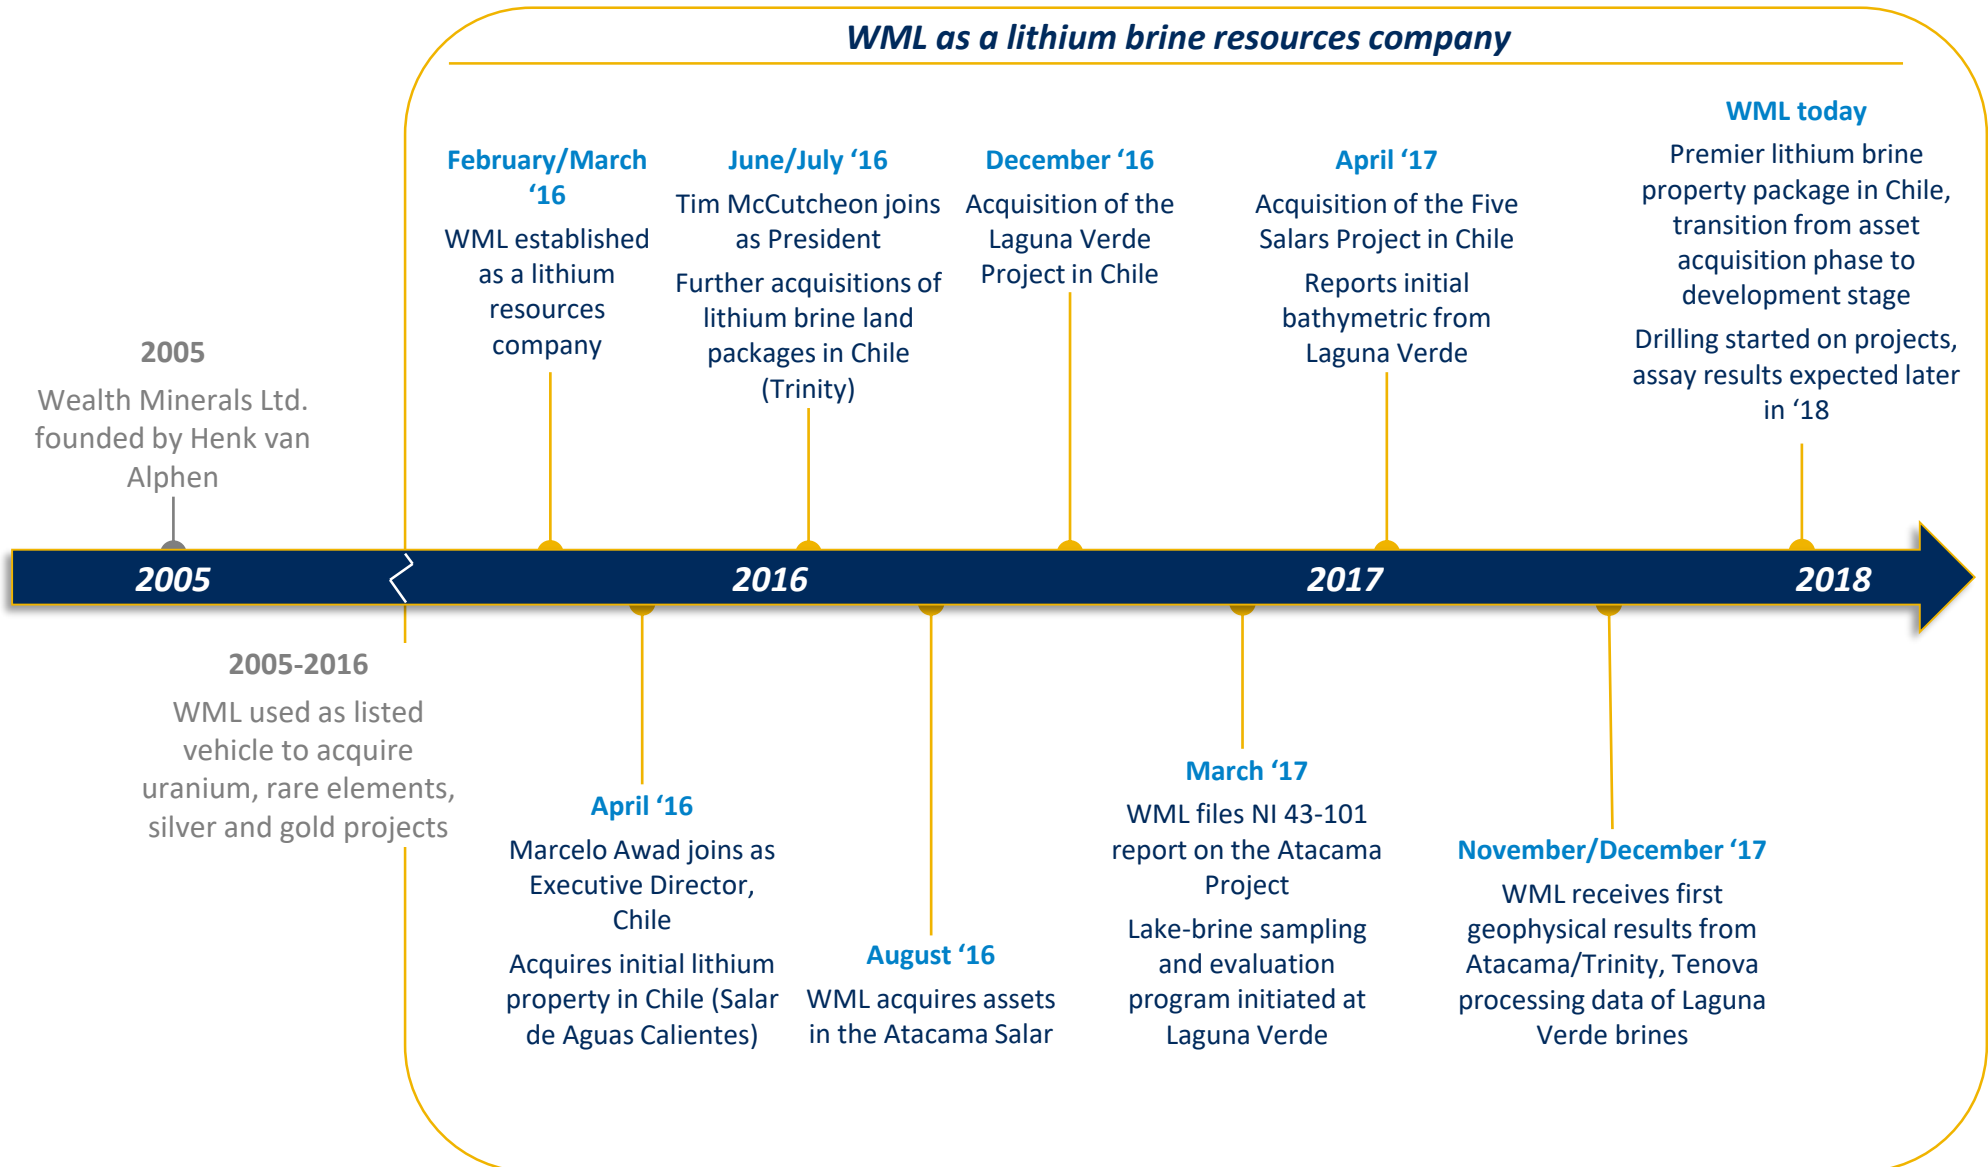 WML as a lithium brine resources company
2005
Wealth Minerals Ltd.
founded by Henk van
Alphen
February/March
‘16
WML established
as a lithium
resources
company
June/July ‘16
Tim McCutcheon joins
as President
Further acquisitions of
lithium brine land
packages in Chile
(Trinity)
December ‘16
Acquisition of the
Laguna Verde
Project in Chile
April ‘17
Acquisition of the Five
Salars Project in Chile
Reports initial
bathymetric from
Laguna Verde
WML today
Premier lithium brine
property package in Chile,
transition from asset
acquisition phase to
development stage
Drilling started on projects,
assay results expected later
in ‘18
2005
2016
2017
2018
2005-2016
WML used as listed
vehicle to acquire
uranium, rare elements,
silver and gold projects
April ‘16
Marcelo Awad joins as
Executive Director,
Chile
Acquires initial lithium
property in Chile (Salar
de Aguas Calientes)
August ‘16
WML acquires assets
in the Atacama Salar
March ‘17
WML files NI 43-101
report on the Atacama
Project
Lake-brine sampling
and evaluation
program initiated at
Laguna Verde
November/December ‘17
WML receives first
geophysical results from
Atacama/Trinity, Tenova
processing data of Laguna
Verde brines